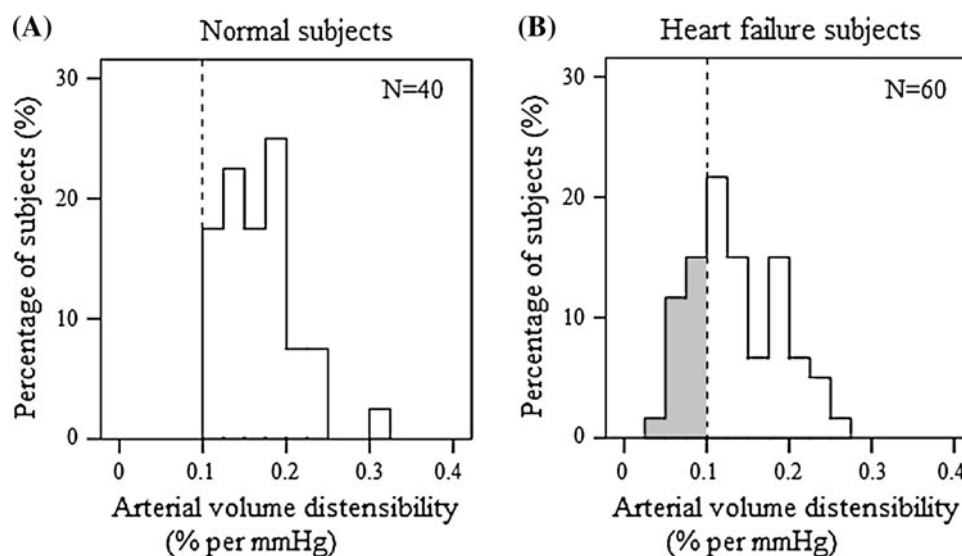 (A) Normal subjects
N=40
Percentage of subjects (%)
30
20
10
0
0 0.1 0.2 0.3 0.4
Arterial volume distensibility
(% per mmHg)
(B) Heart failure subjects
N=60
Percentage of subjects (%)
30
20
10
0
0 0.1 0.2 0.3 0.4
Arterial volume distensibility
(% per mmHg)